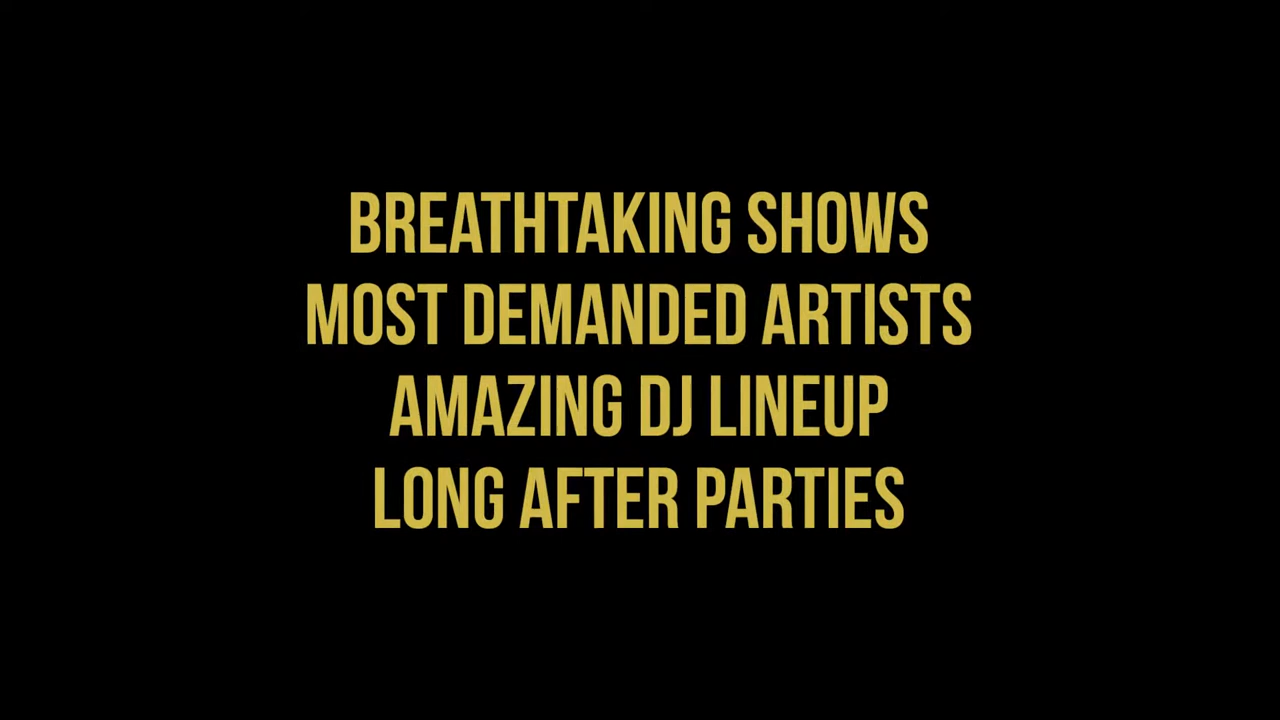 BREATHTAKING SHOWS
MOST DEMANDED ARTISTS
AMAZING DJ LINEUP
LONG AFTER PARTIES